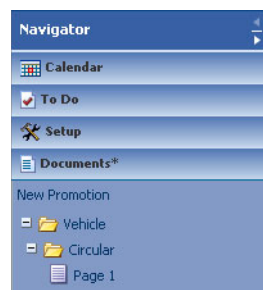 Navigator
Calendar
To Do
Setup
Documents*
New Promotion
Vehicle
Circular
Page 1